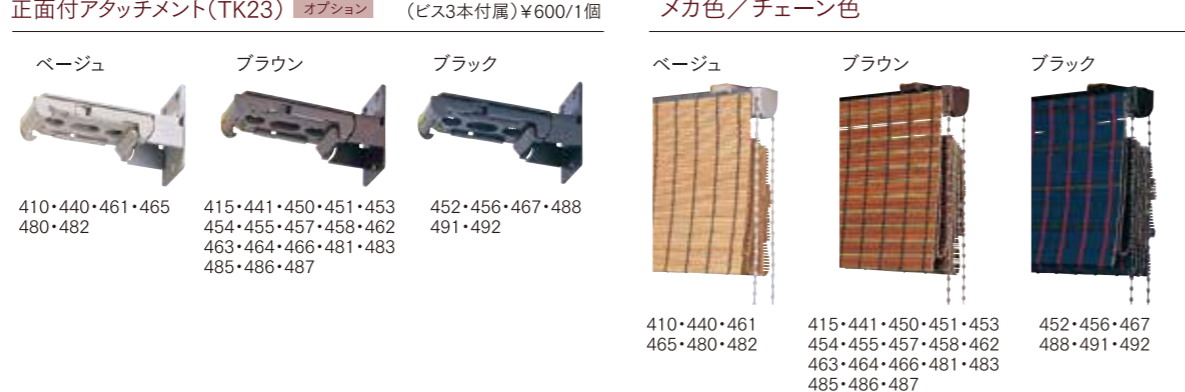 正面付アタッチメント(TK23) オプション (ビス3本付属)¥600/1個
ベージュ
ブラウン
ブラック
410・440・461・465
480・482
415・441・450・451・453
454・455・457・458・462
463・464・466・481・483
485・486・487
452・456・467・488
491・492
メカ色/チェーン色
ベージュ
ブラウン
ブラック
410・440・461
465・480・482
415・441・450・451・453
454・455・457・458・462
463・464・466・481・483
485・486・487
452・456・467
488・491・492